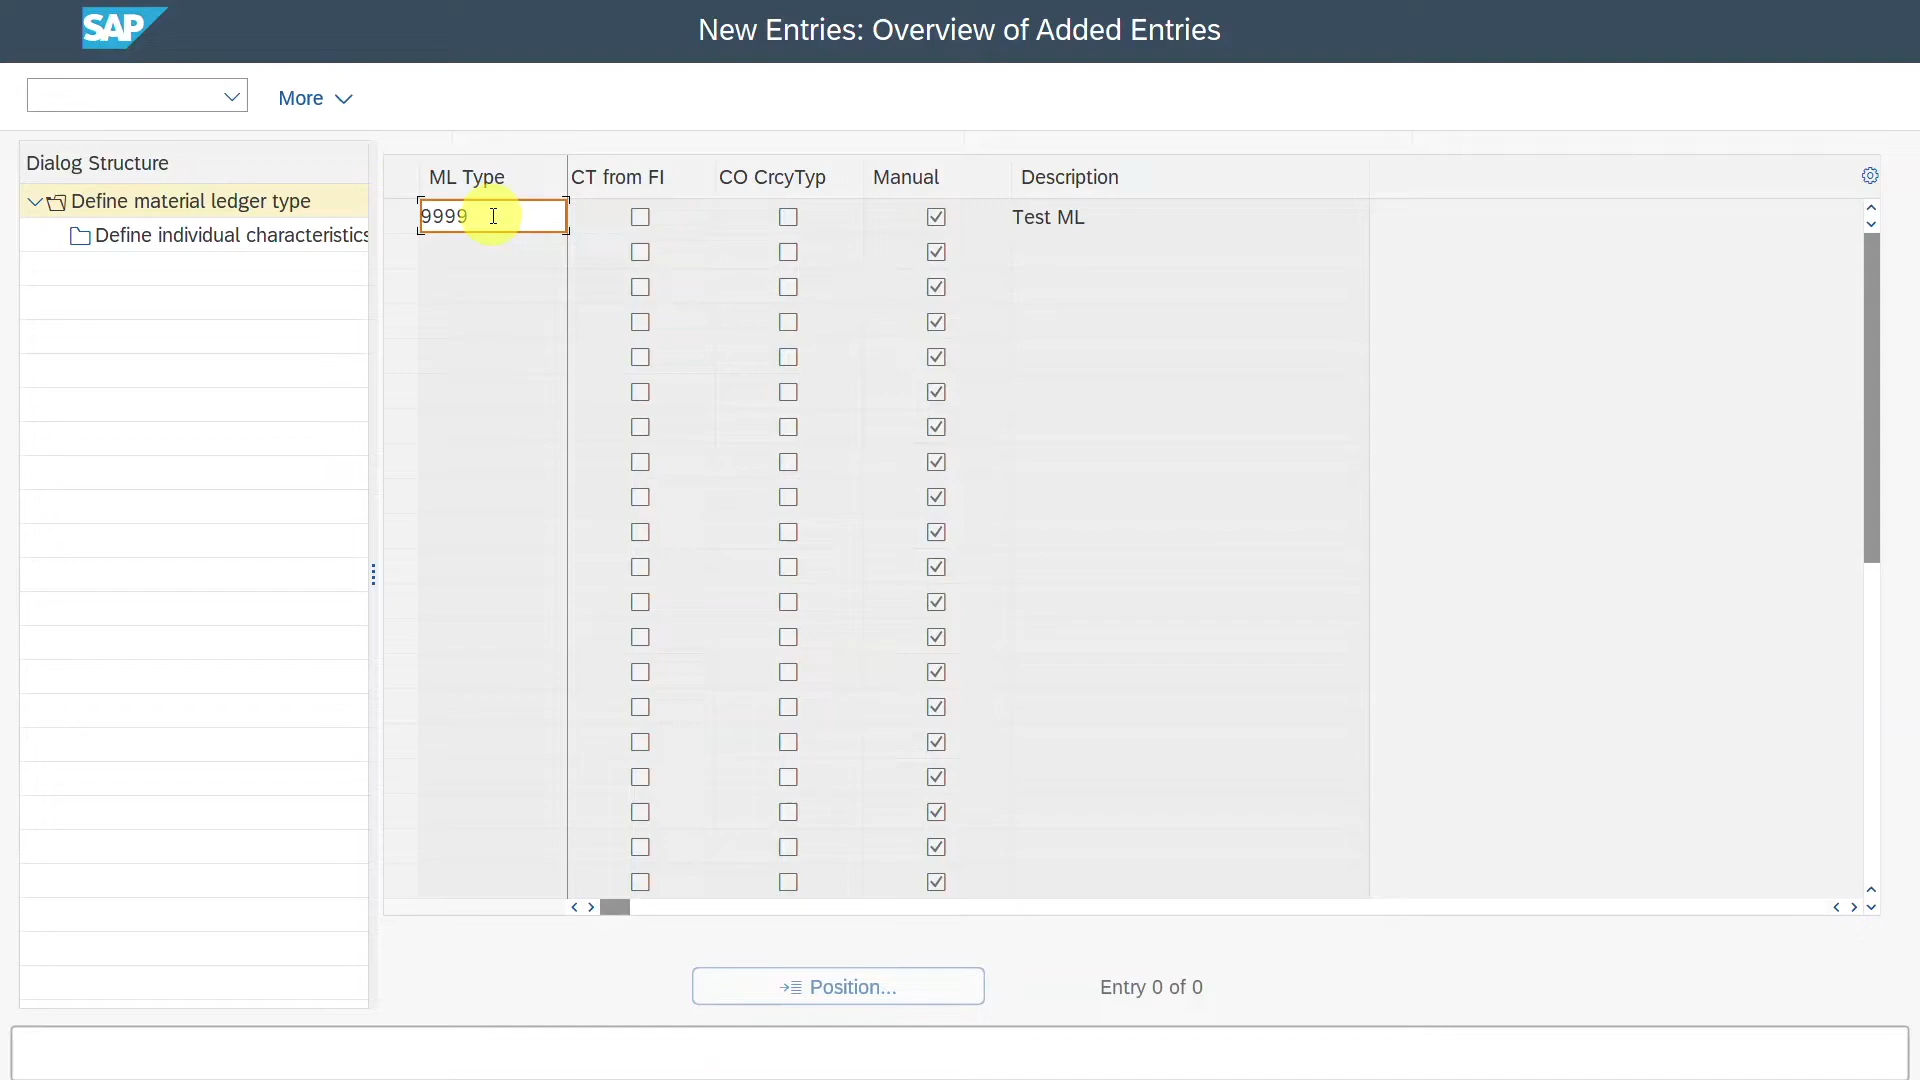 SAP
New Entries: Overview of Added Entries
More
Dialog Structure
Define material ledger type
Define individual characteristics
ML Type CT from FI CO CrcyTyp Manual Description
9999 Test ML
Position...
Entry 0 of 0